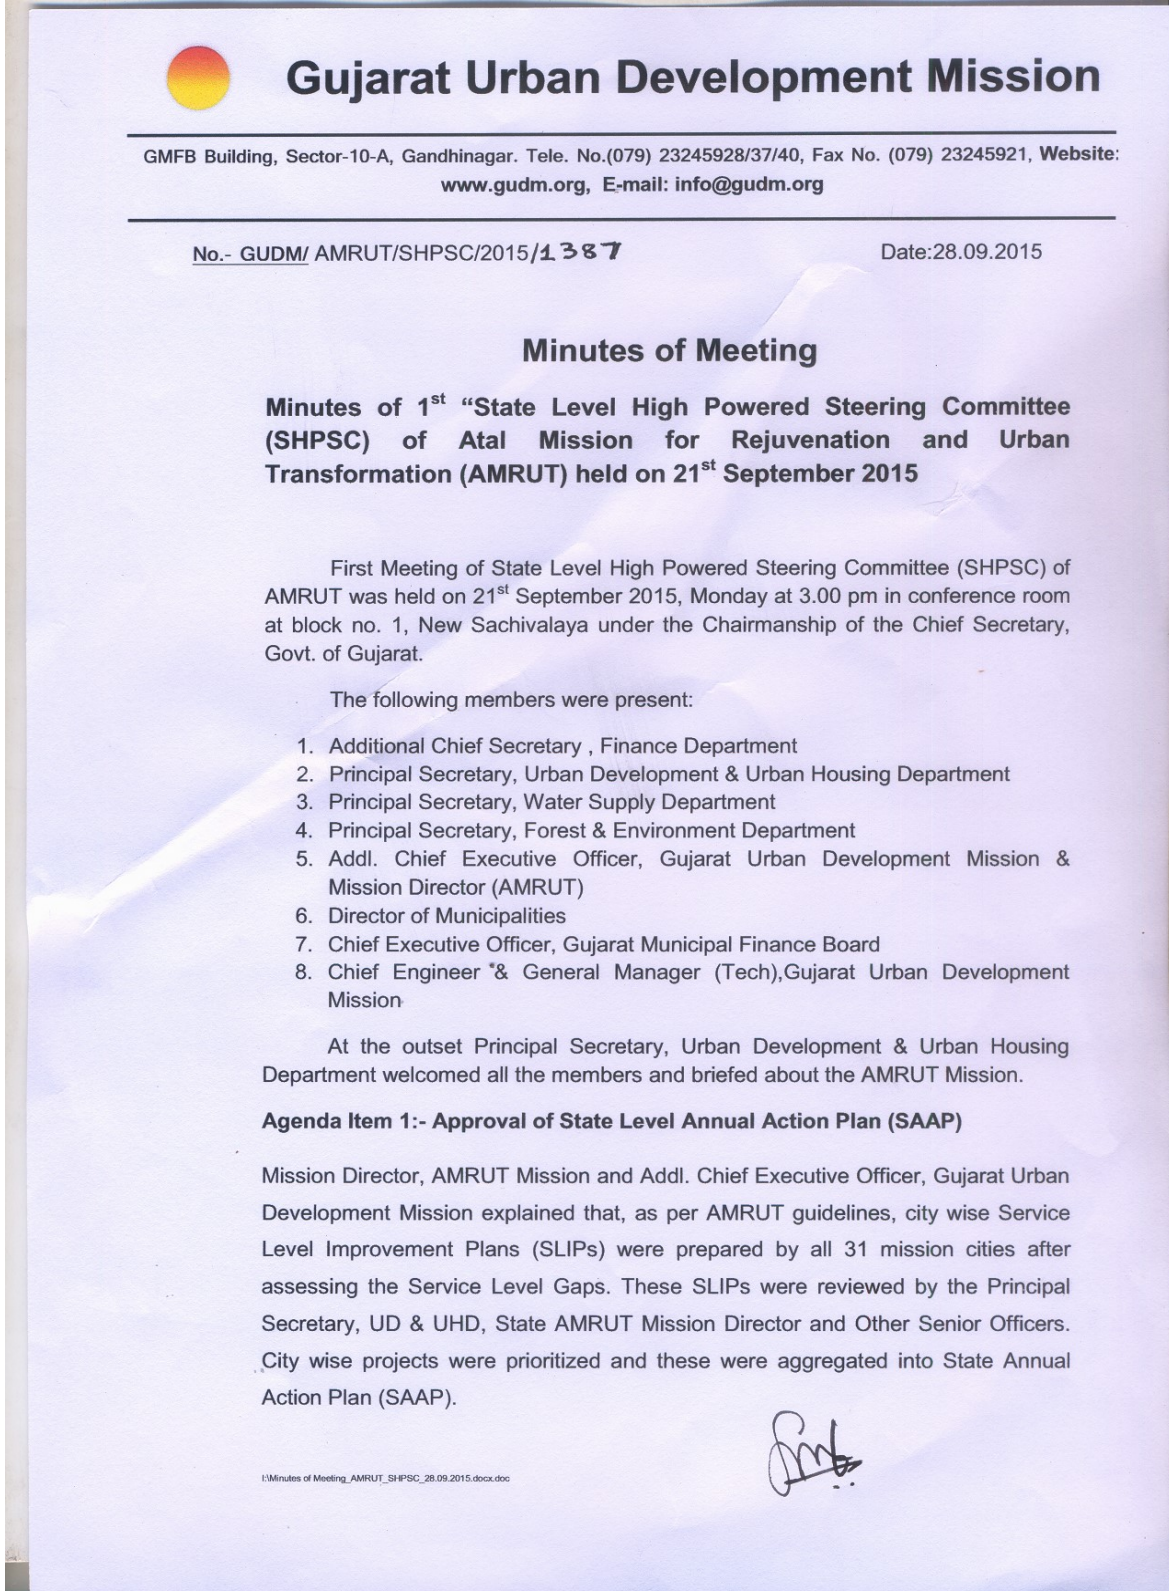 Gujarat Urban Development Mission
GMFB Building, Sector-10-A, Gandhinagar. Tele. No.(079) 23245928/37/40, Fax No. (079) 23245921, Website:
www.gudm.org, E-mail: info@gudm.org
No.- GUDM/ AMRUT/SHPSC/2015/1387 Date:28.09.2015
Minutes of Meeting
Minutes of 1st “State Level High Powered Steering Committee
(SHPSC) of Atal Mission for Rejuvenation and Urban
Transformation (AMRUT) held on 21st September 2015
First Meeting of State Level High Powered Steering Committee (SHPSC) of
AMRUT was held on 21st September 2015, Monday at 3.00 pm in conference room
at block no. 1, New Sachivalaya under the Chairmanship of the Chief Secretary,
Govt. of Gujarat.
The following members were present:
1. Additional Chief Secretary , Finance Department
2. Principal Secretary, Urban Development & Urban Housing Department
3. Principal Secretary, Water Supply Department
4. Principal Secretary, Forest & Environment Department
5. Addl. Chief Executive Officer, Gujarat Urban Development Mission &
Mission Director (AMRUT)
6. Director of Municipalities
7. Chief Executive Officer, Gujarat Municipal Finance Board
8. Chief Engineer & General Manager (Tech),Gujarat Urban Development
Mission
At the outset Principal Secretary, Urban Development & Urban Housing
Department welcomed all the members and briefed about the AMRUT Mission.
Agenda Item 1:- Approval of State Level Annual Action Plan (SAAP)
Mission Director, AMRUT Mission and Addl. Chief Executive Officer, Gujarat Urban
Development Mission explained that, as per AMRUT guidelines, city wise Service
Level Improvement Plans (SLIPs) were prepared by all 31 mission cities after
assessing the Service Level Gaps. These SLIPs were reviewed by the Principal
Secretary, UD & UHD, State AMRUT Mission Director and Other Senior Officers.
City wise projects were prioritized and these were aggregated into State Annual
Action Plan (SAAP).
I:\Minutes of Meeting_AMRUT_SHPSC_28.09.2015.docx.doc